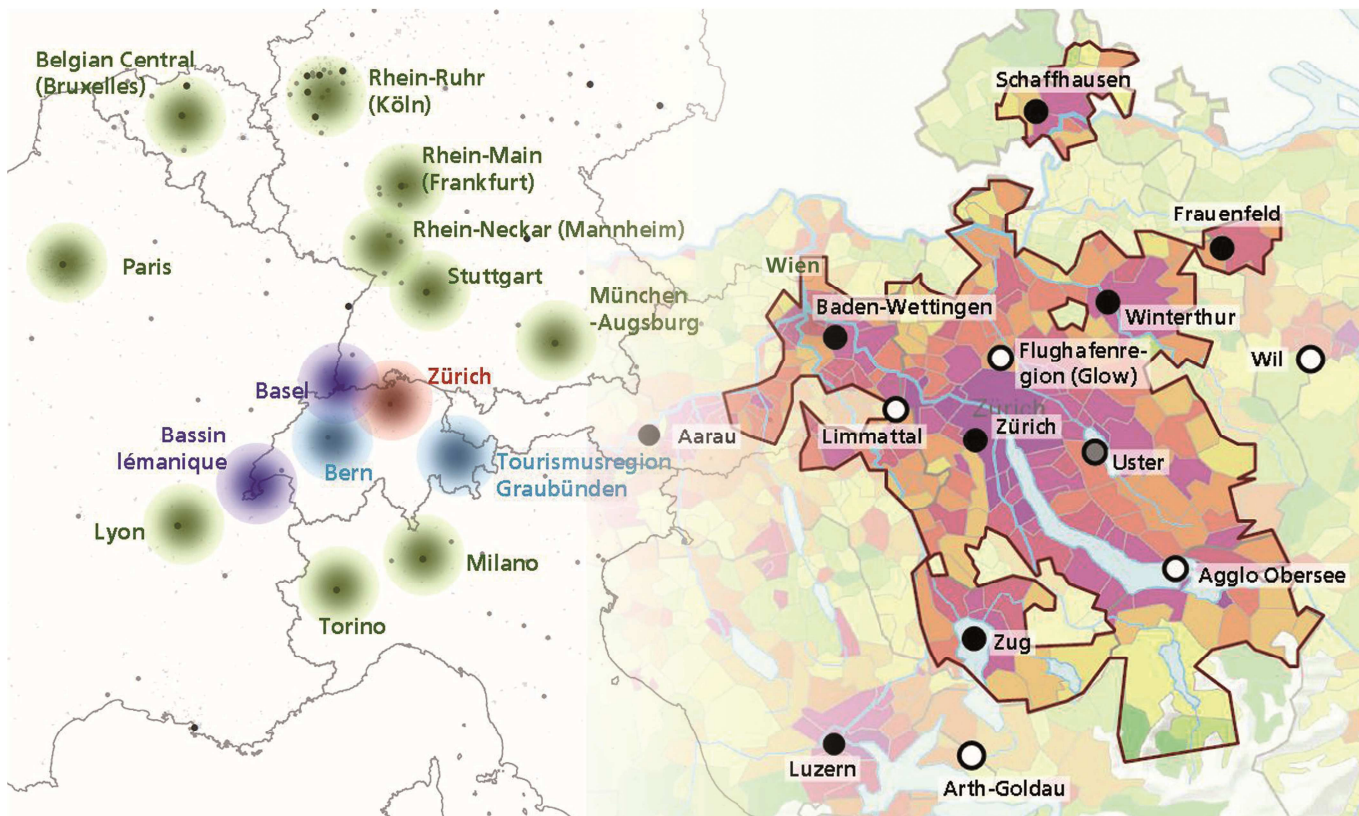 Belgian Central
(Bruxelles)
Rhein-Ruhr
(Köln)
Rhein-Main
(Frankfurt)
Rhein-Neckar (Mannheim)
Paris
Stuttgart
München
-Augsburg
Wien
Basel
Zürich
Bassin
lémanique
Bern
Tourismusregion
Graubünden
Lyon
Milano
Torino
Schaffhausen
Frauenfeld
Baden-Wettingen
Winterthur
Flughafenre-
gion (Glow)
Wil
Zürich
Aarau
Limmattal
Zürich
Uster
Agglo Obersee
Zug
Luzern
Arth-Goldau